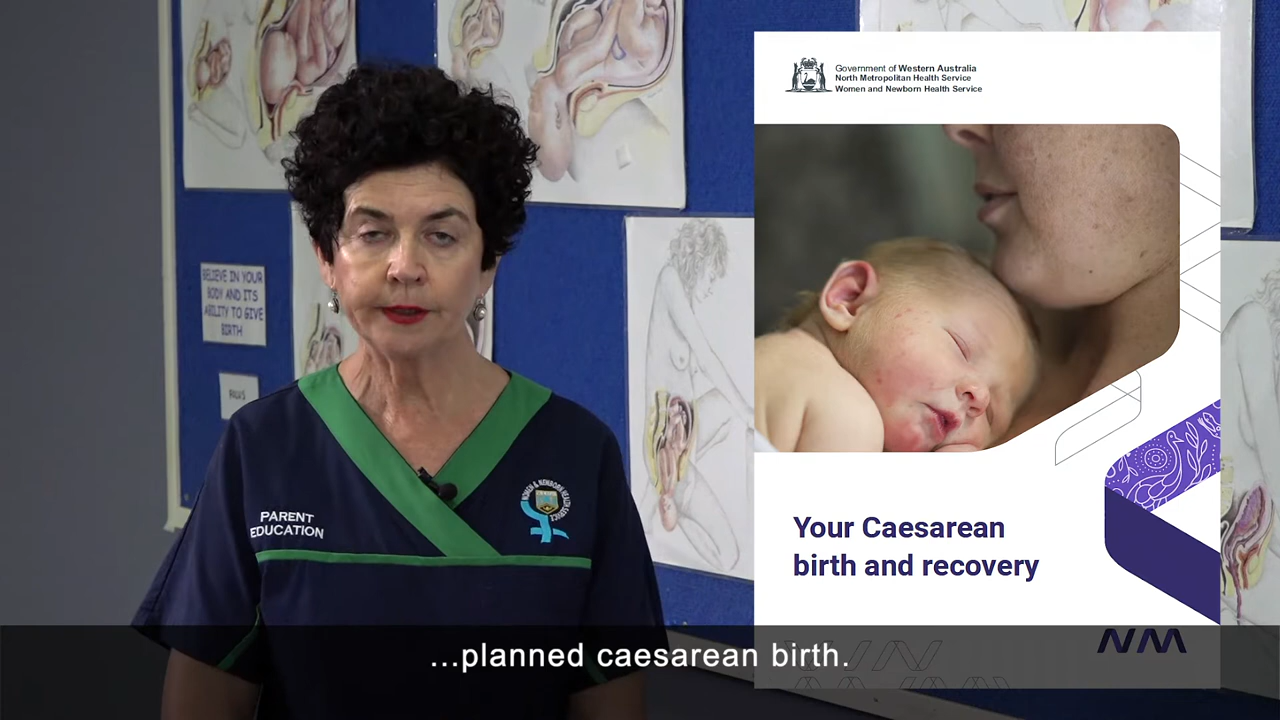 BELIEVE IN YOUR
BODY AND ITS
ABILITY TO GIVE
BIRTH
PARENT
EDUCATION
Government of Western Australia
North Metropolitan Health Service
Women and Newborn Health Service
Your Caesarean
birth and recovery
NM
...planned caesarean birth.